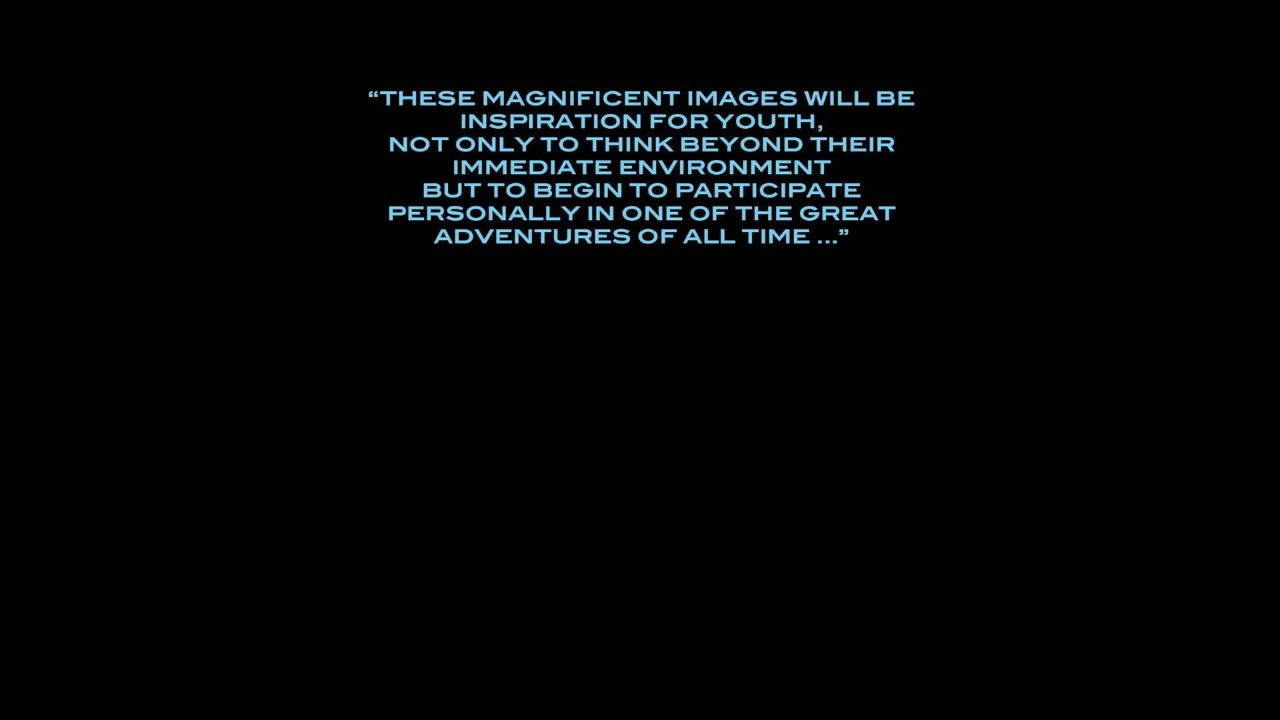 “THESE MAGNIFICENT IMAGES WILL BE
INSPIRATION FOR YOUTH,
NOT ONLY TO THINK BEYOND THEIR
IMMEDIATE ENVIRONMENT
BUT TO BEGIN TO PARTICIPATE
PERSONALLY IN ONE OF THE GREAT
ADVENTURES OF ALL TIME ...”